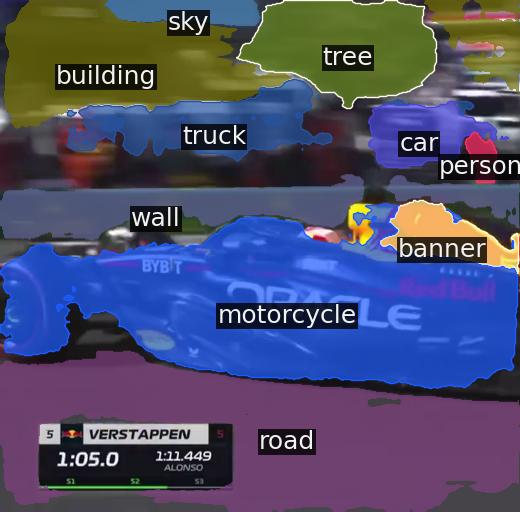 sky
tree
building
truck
car
person
wall
banner
BYBIT
Red Bull
ORACLE
motorcycle
road
5 VERSTAPPEN 5
1:05.0 1:11.449
ALONSO
S1 S2 S3